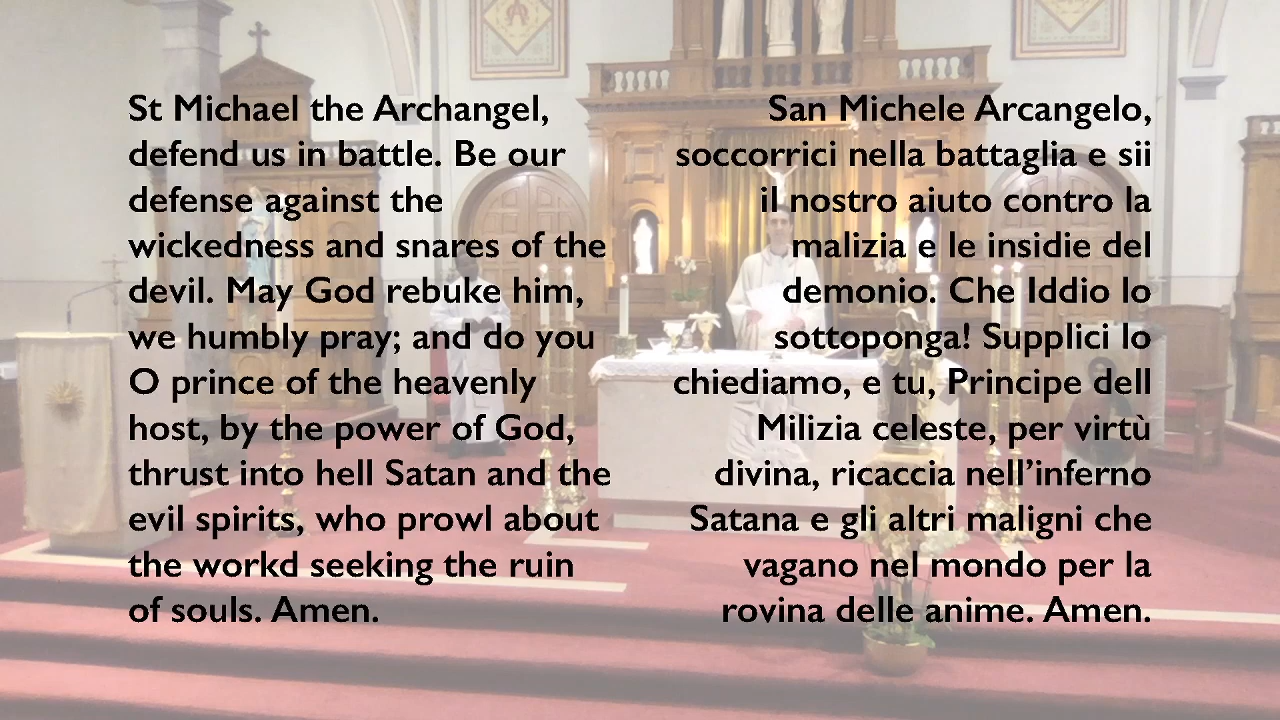 St Michael the Archangel,
defend us in battle. Be our
defense against the
wickedness and snares of the
devil. May God rebuke him,
we humbly pray; and do you
O prince of the heavenly
host, by the power of God,
thrust into hell Satan and the
evil spirits, who prowl about
the workd seeking the ruin
of souls. Amen.
San Michele Arcangelo,
soccorrici nella battaglia e sii
il nostro aiuto contro la
malizia e le insidie del
demonio. Che Iddio lo
sottoponga! Supplici lo
chiediamo, e tu, Principe dell
Milizia celeste, per virtù
divina, ricaccia nell’inferno
Satana e gli altri maligni che
vagano nel mondo per la
rovina delle anime. Amen.